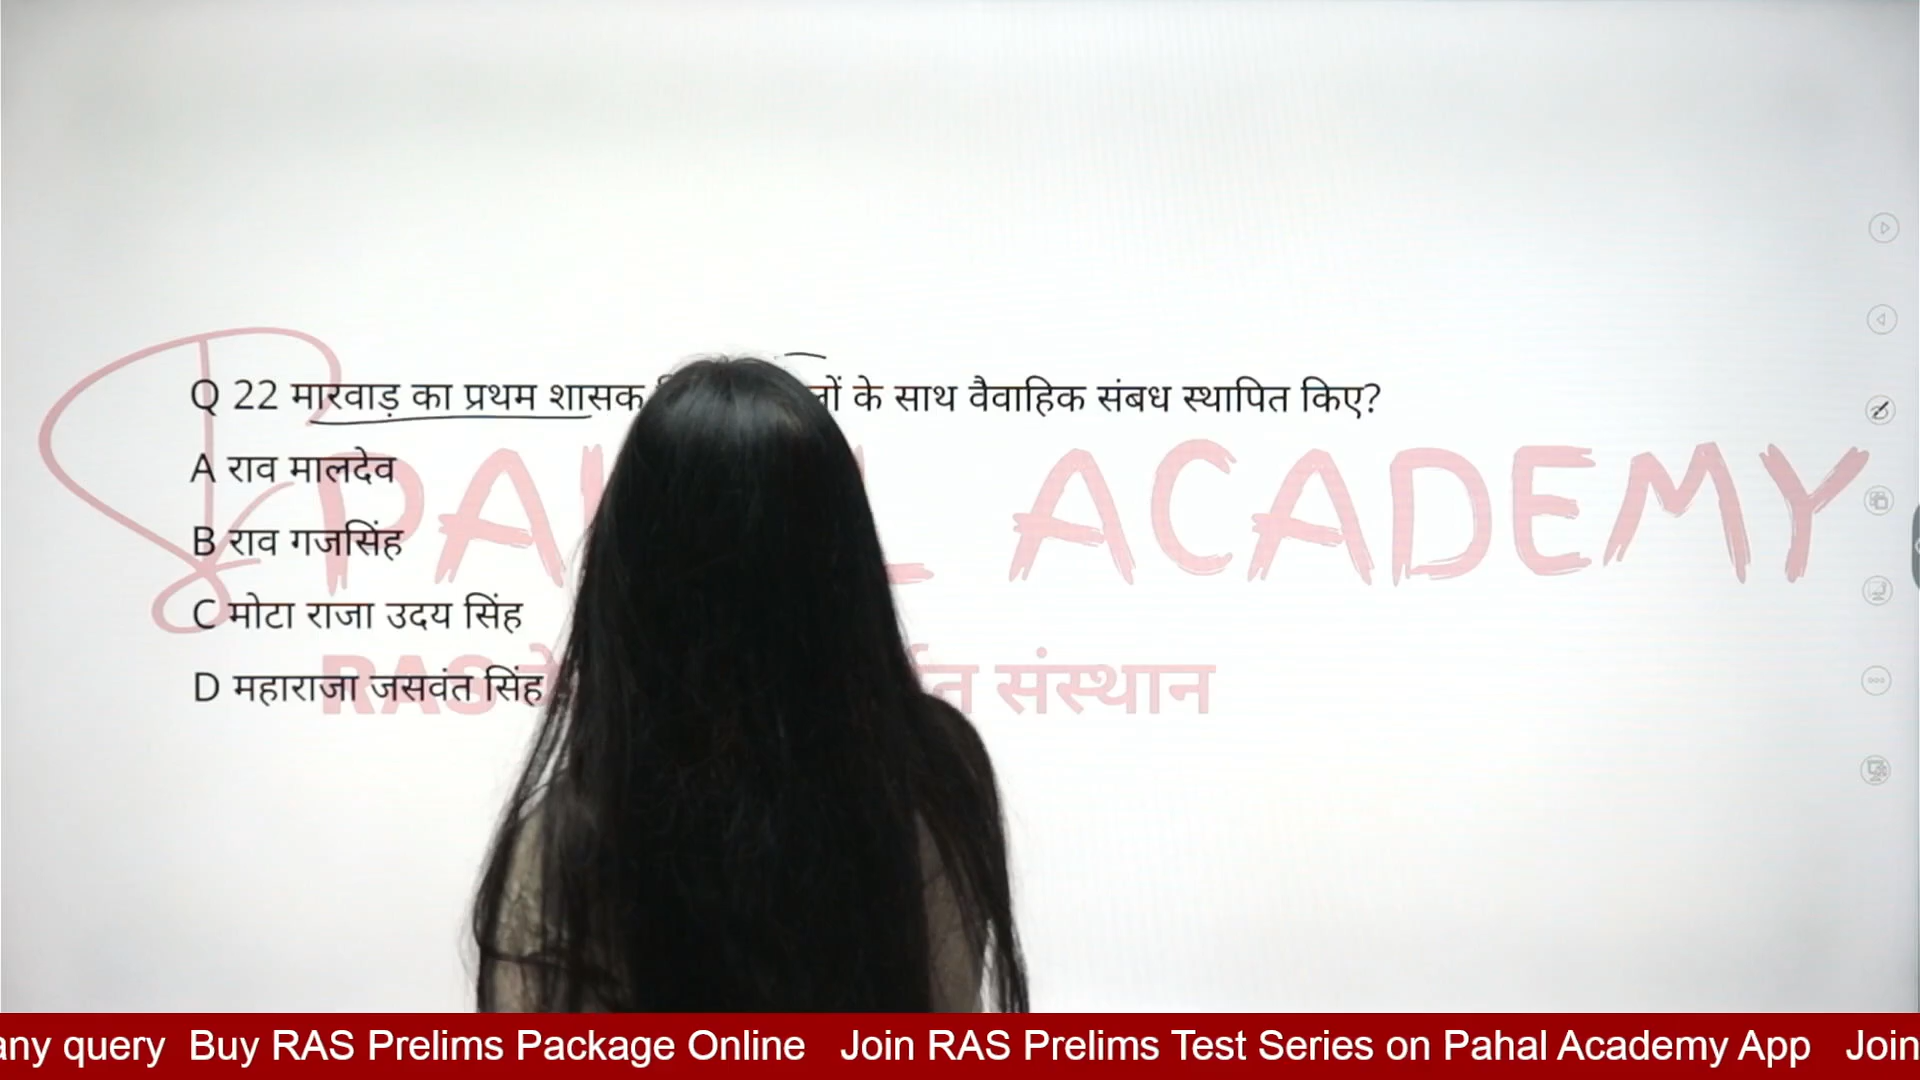 Q 22 मारवाड़ का प्रथम शासक के साथ वैवाहिक संबध स्थापित किए?
A राव मालदेव
B राव गजसिंह
C मोटा राजा उदय सिंह
D महाराजा जसवंत सिंह
ACADEMY
RAS संस्थान
any query Buy RAS Prelims Package Online Join RAS Prelims Test Series on Pahal Academy App Join